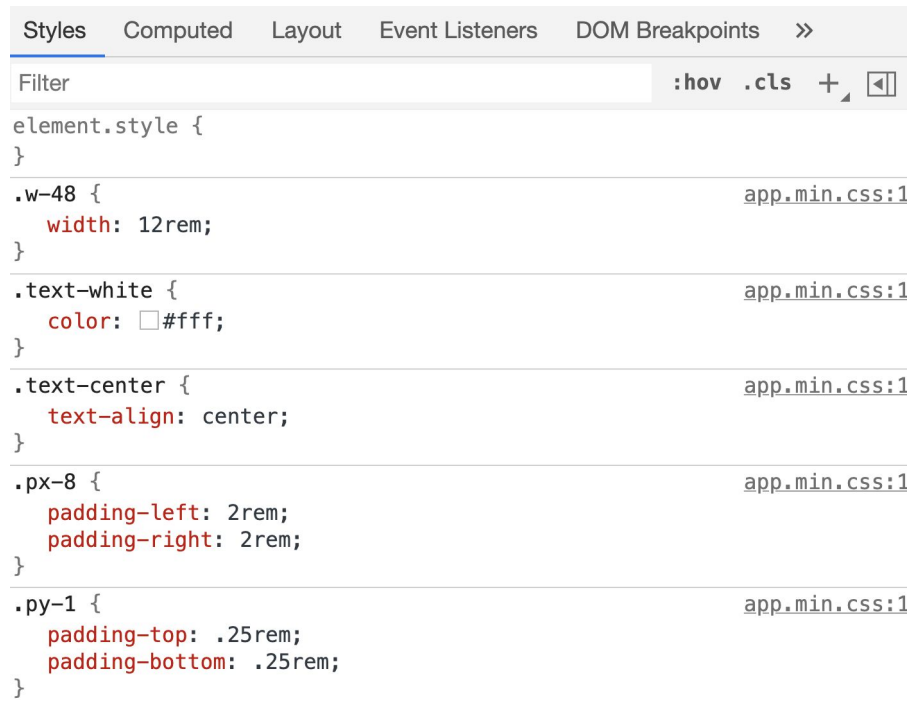 Styles Computed Layout Event Listeners DOM Breakpoints »
Filter :hov .cls +
element.style {
}
.w-48 { app.min.css:1
width: 12rem;
}
.text-white { app.min.css:1
color: #fff;
}
.text-center { app.min.css:1
text-align: center;
}
.px-8 { app.min.css:1
padding-left: 2rem;
padding-right: 2rem;
}
.py-1 { app.min.css:1
padding-top: .25rem;
padding-bottom: .25rem;
}